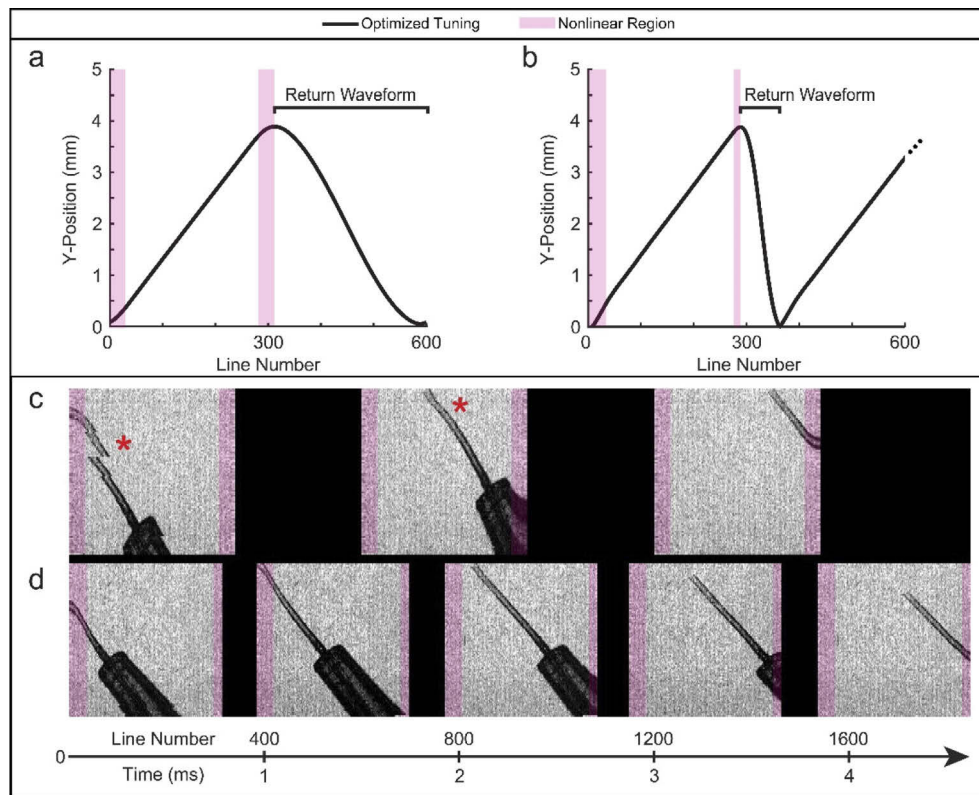 Optimized Tuning Nonlinear Region
a b
5 5
Return Waveform Return Waveform
4 4
3 3
2 2
1 1
0 0
Y-Position (mm) Y-Position (mm)
0 300 600 0 300 600
Line Number Line Number
c
*
*
d
Line Number 400 800 1200 1600
0
Time (ms) 1 2 3 4